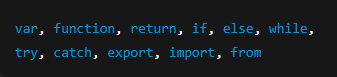 var, function, return, if, else, while,
try, catch, export, import, from